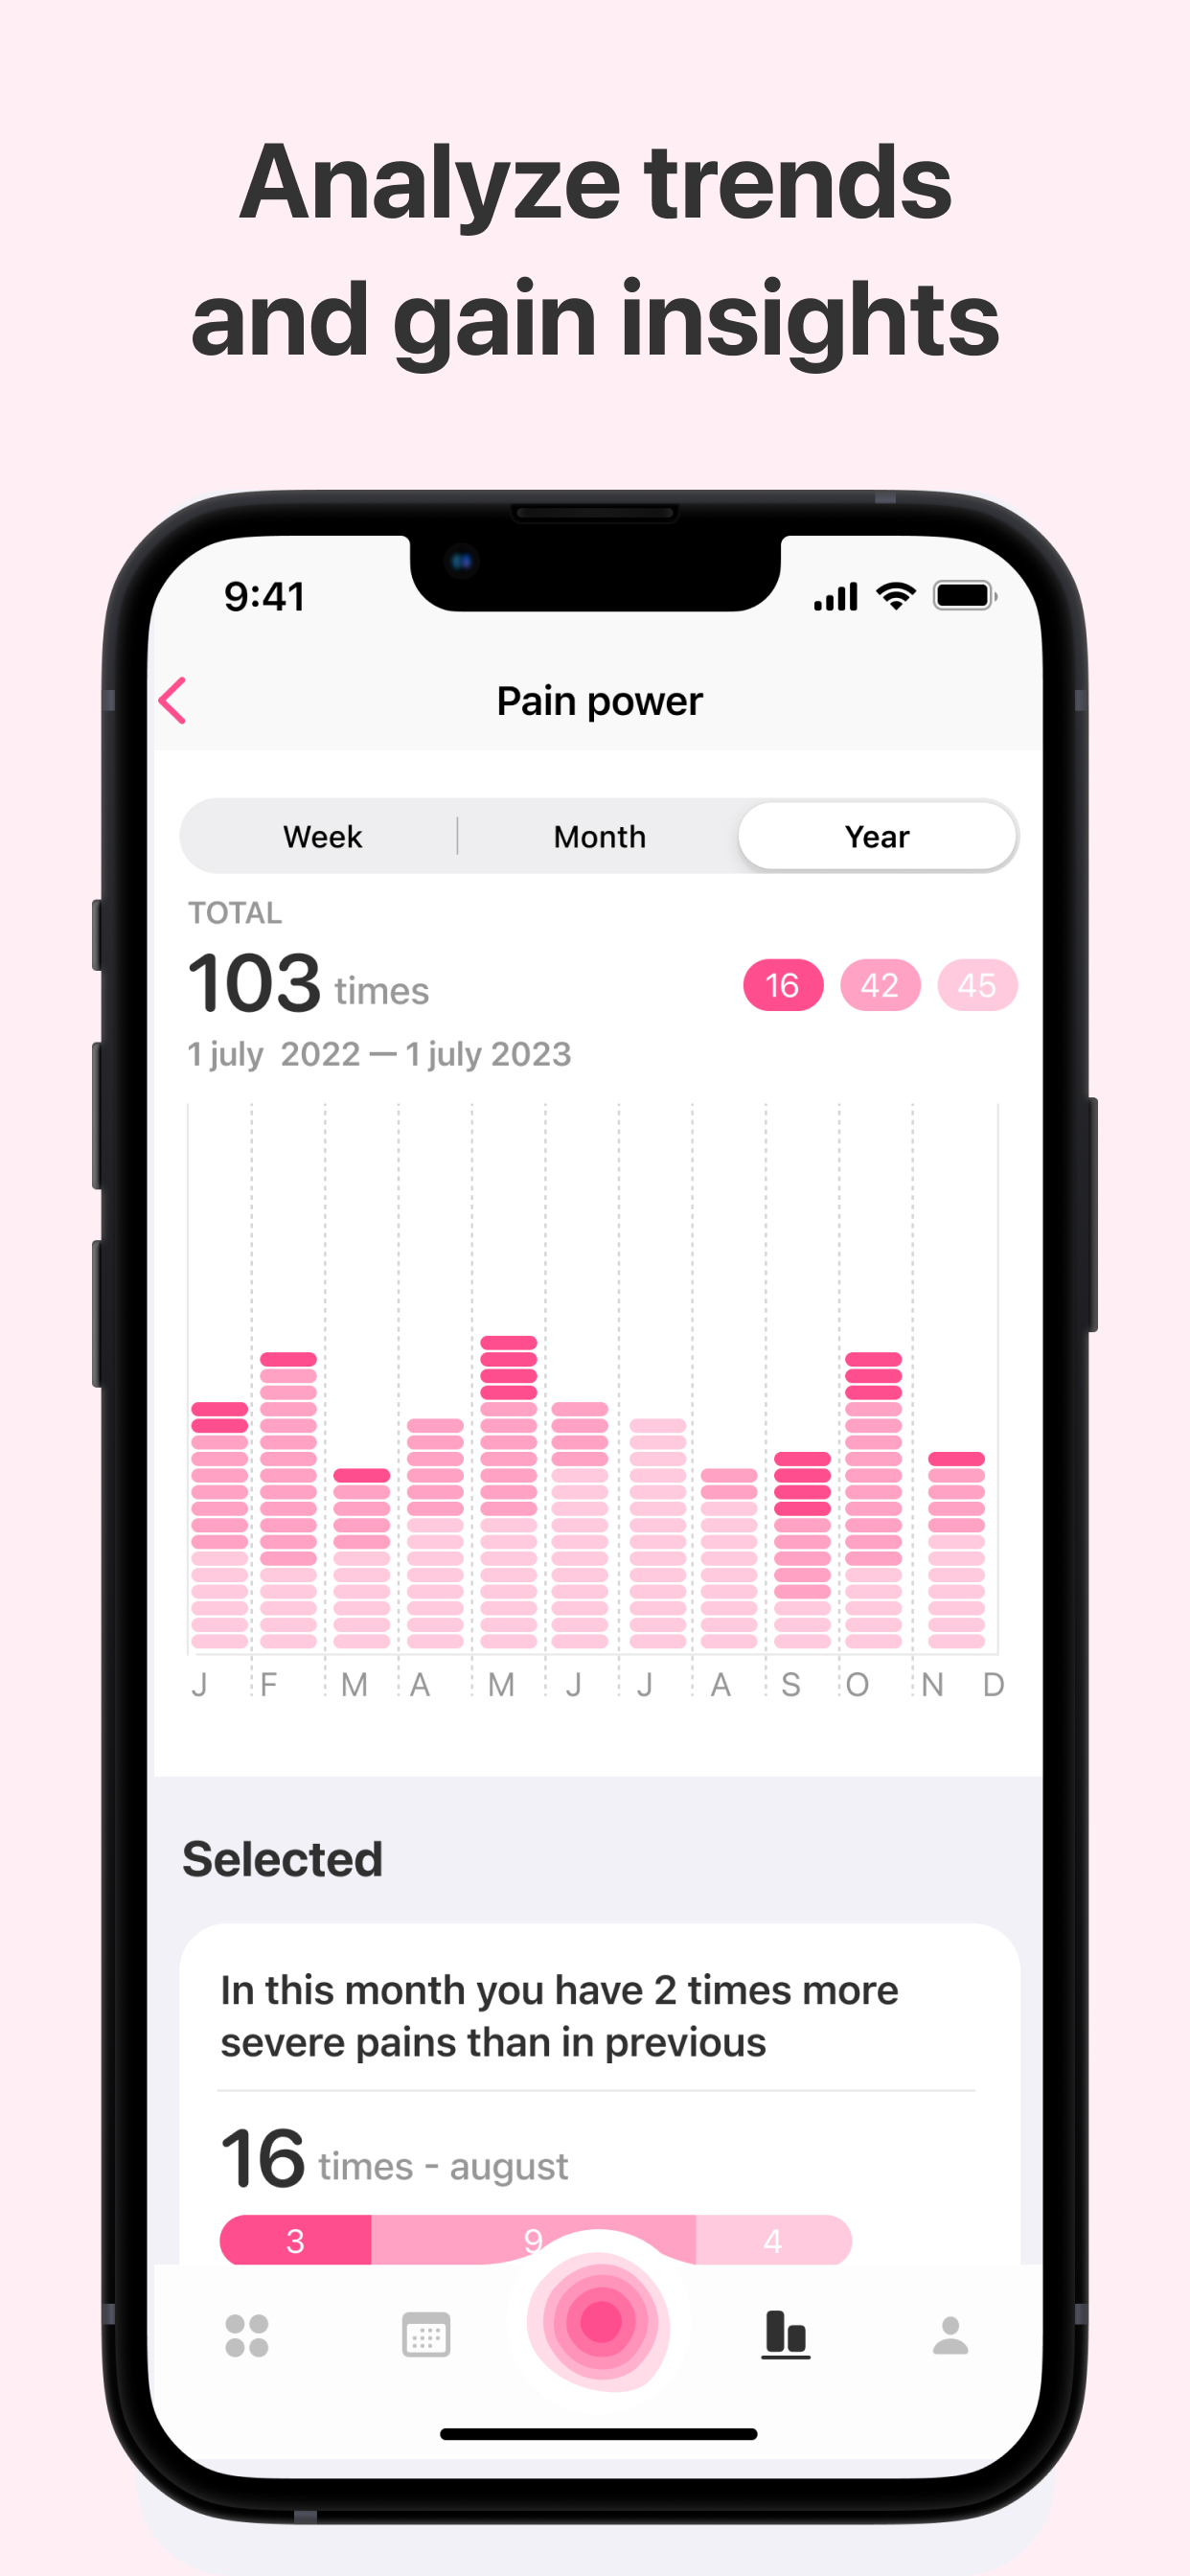 Analyze trends
and gain insights
9:41
Pain power
Week Month Year
TOTAL
103 times 16 42 45
1 july 2022 — 1 july 2023
J F M A M J J A S O N D
Selected
In this month you have 2 times more
severe pains than in previous
16 times - august
3 9 4